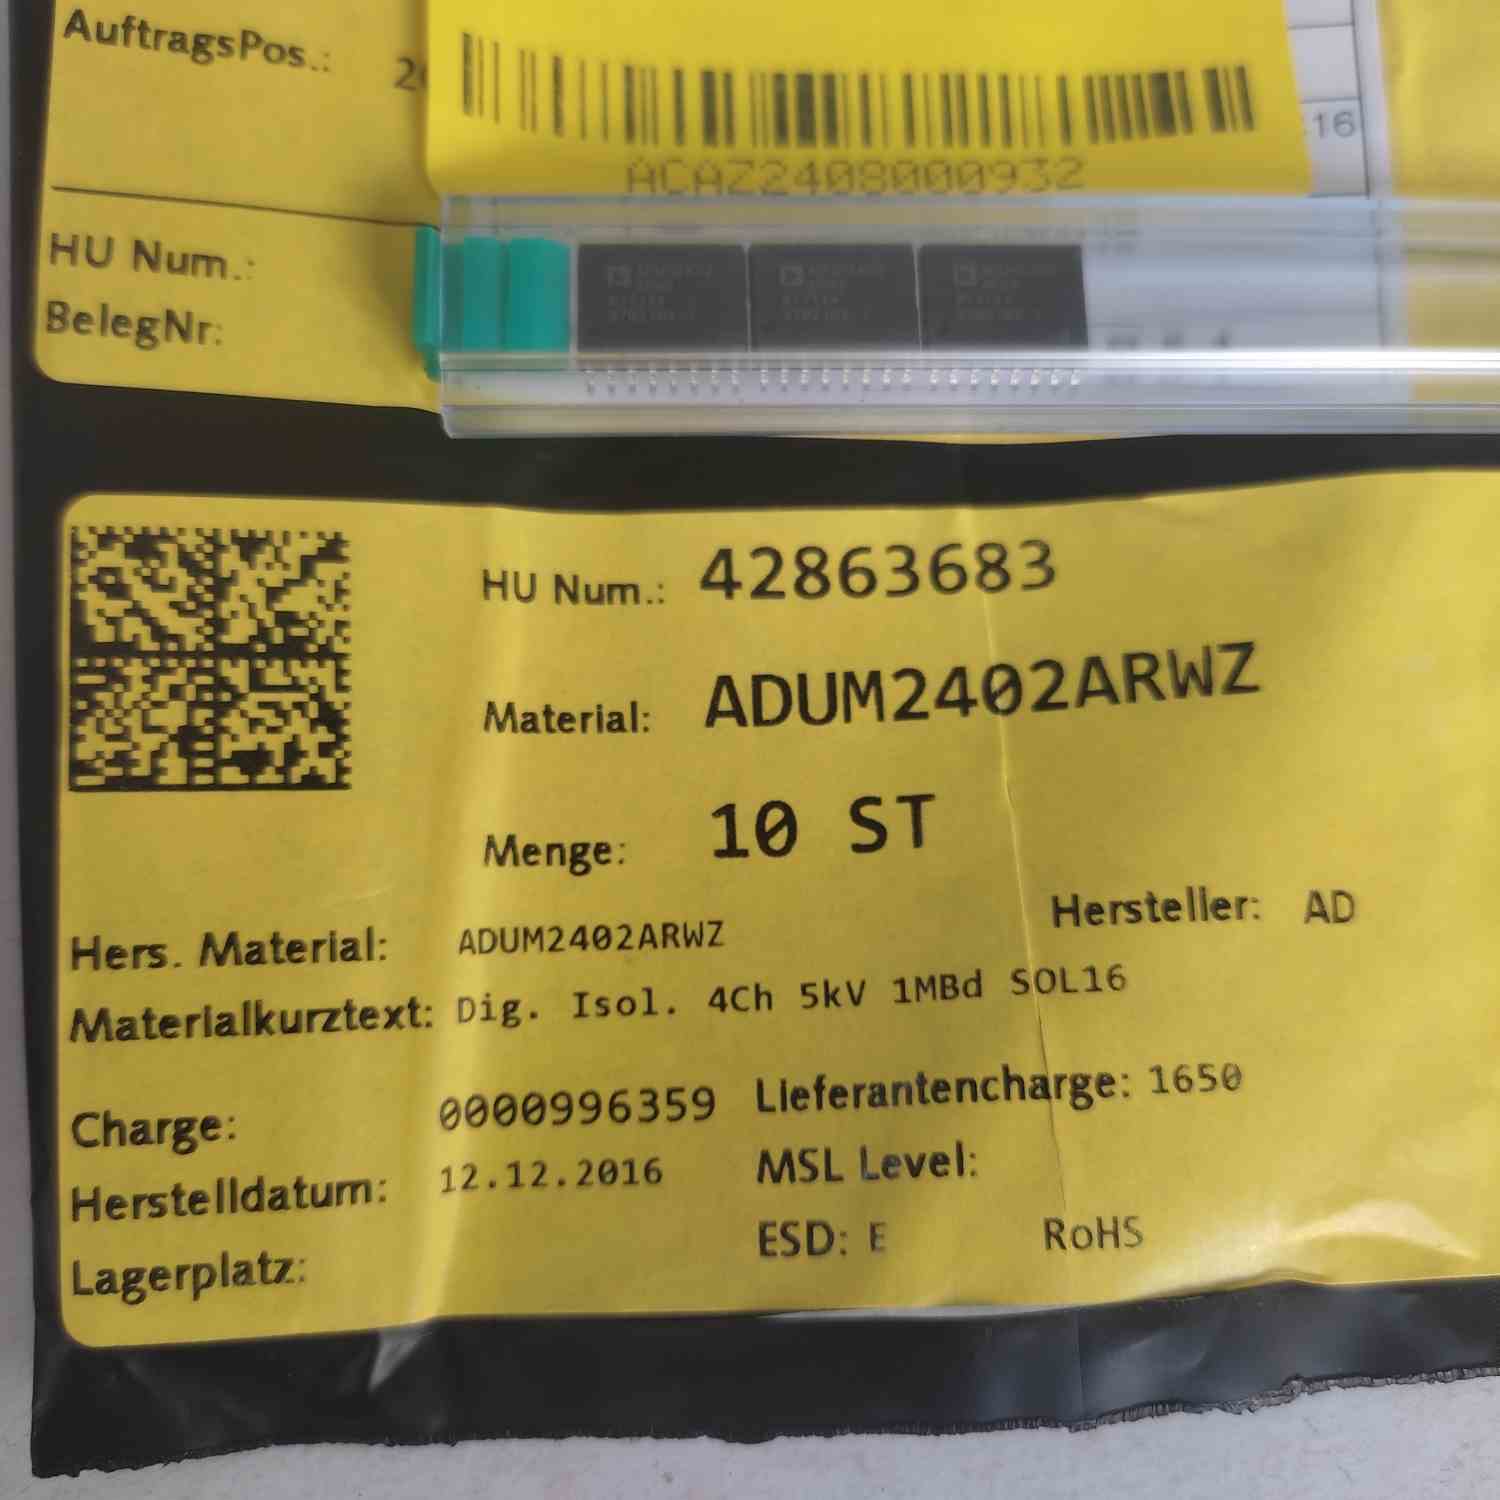 AuftragsPos.:
ACAZ2408000932
16
HU Num.:
BelegNr:
HU Num.: 42863683
Material: ADUM2402ARWZ
Menge: 10 ST
Hersteller: AD
Hers. Material: ADUM2402ARWZ
Materialkurztext: Dig. Isol. 4Ch 5kV 1MBd SOL16
Charge: 0000996359 Lieferantencharge: 1650
Herstelldatum: 12.12.2016 MSL Level:
Lagerplatz: ESD: E RoHS